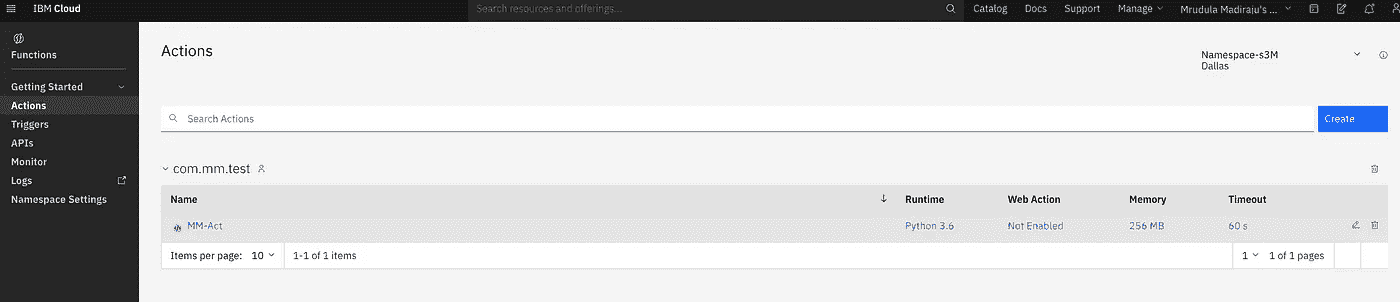 IBM Cloud Search resources and offerings... Catalog Docs Support Manage Mrudula Madiraju's ...
Functions
Getting Started
Actions
Triggers
APIs
Monitor
Logs
Namespace Settings
Actions
Namespace-s3M
Dallas
Search Actions
Create
com.mm.test
Name Runtime Web Action Memory Timeout
MM-Act Python 3.6 Not Enabled 256 MB 60 s
Items per page: 10 1-1 of 1 items 1 1 of 1 pages